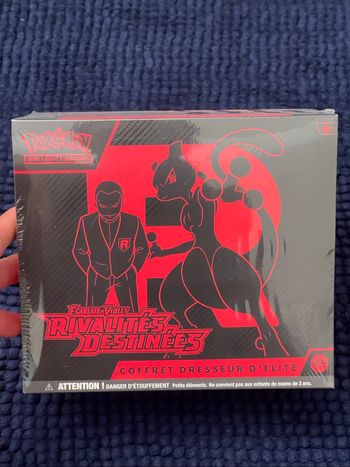 POKÉMON
R
ÉCARLATE ET VIOLET
RIVALITÉS
DESTINÉES
COFFRET DRESSEUR D'ÉLITE
ATTENTION ! DANGER D'ÉTOUFFEMENT Petits éléments. Ne convient pas aux enfants de moins de 3 ans.